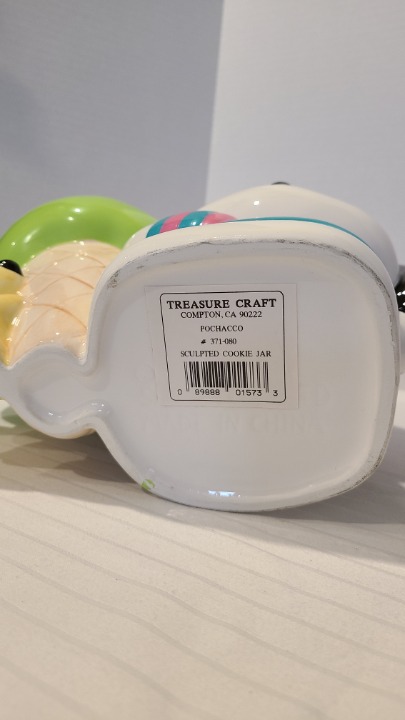 TREASURE CRAFT
COMPTON, CA 90222
POCHACCO
# 371-080
SCULPTED COOKIE JAR
0 89888 01573 3